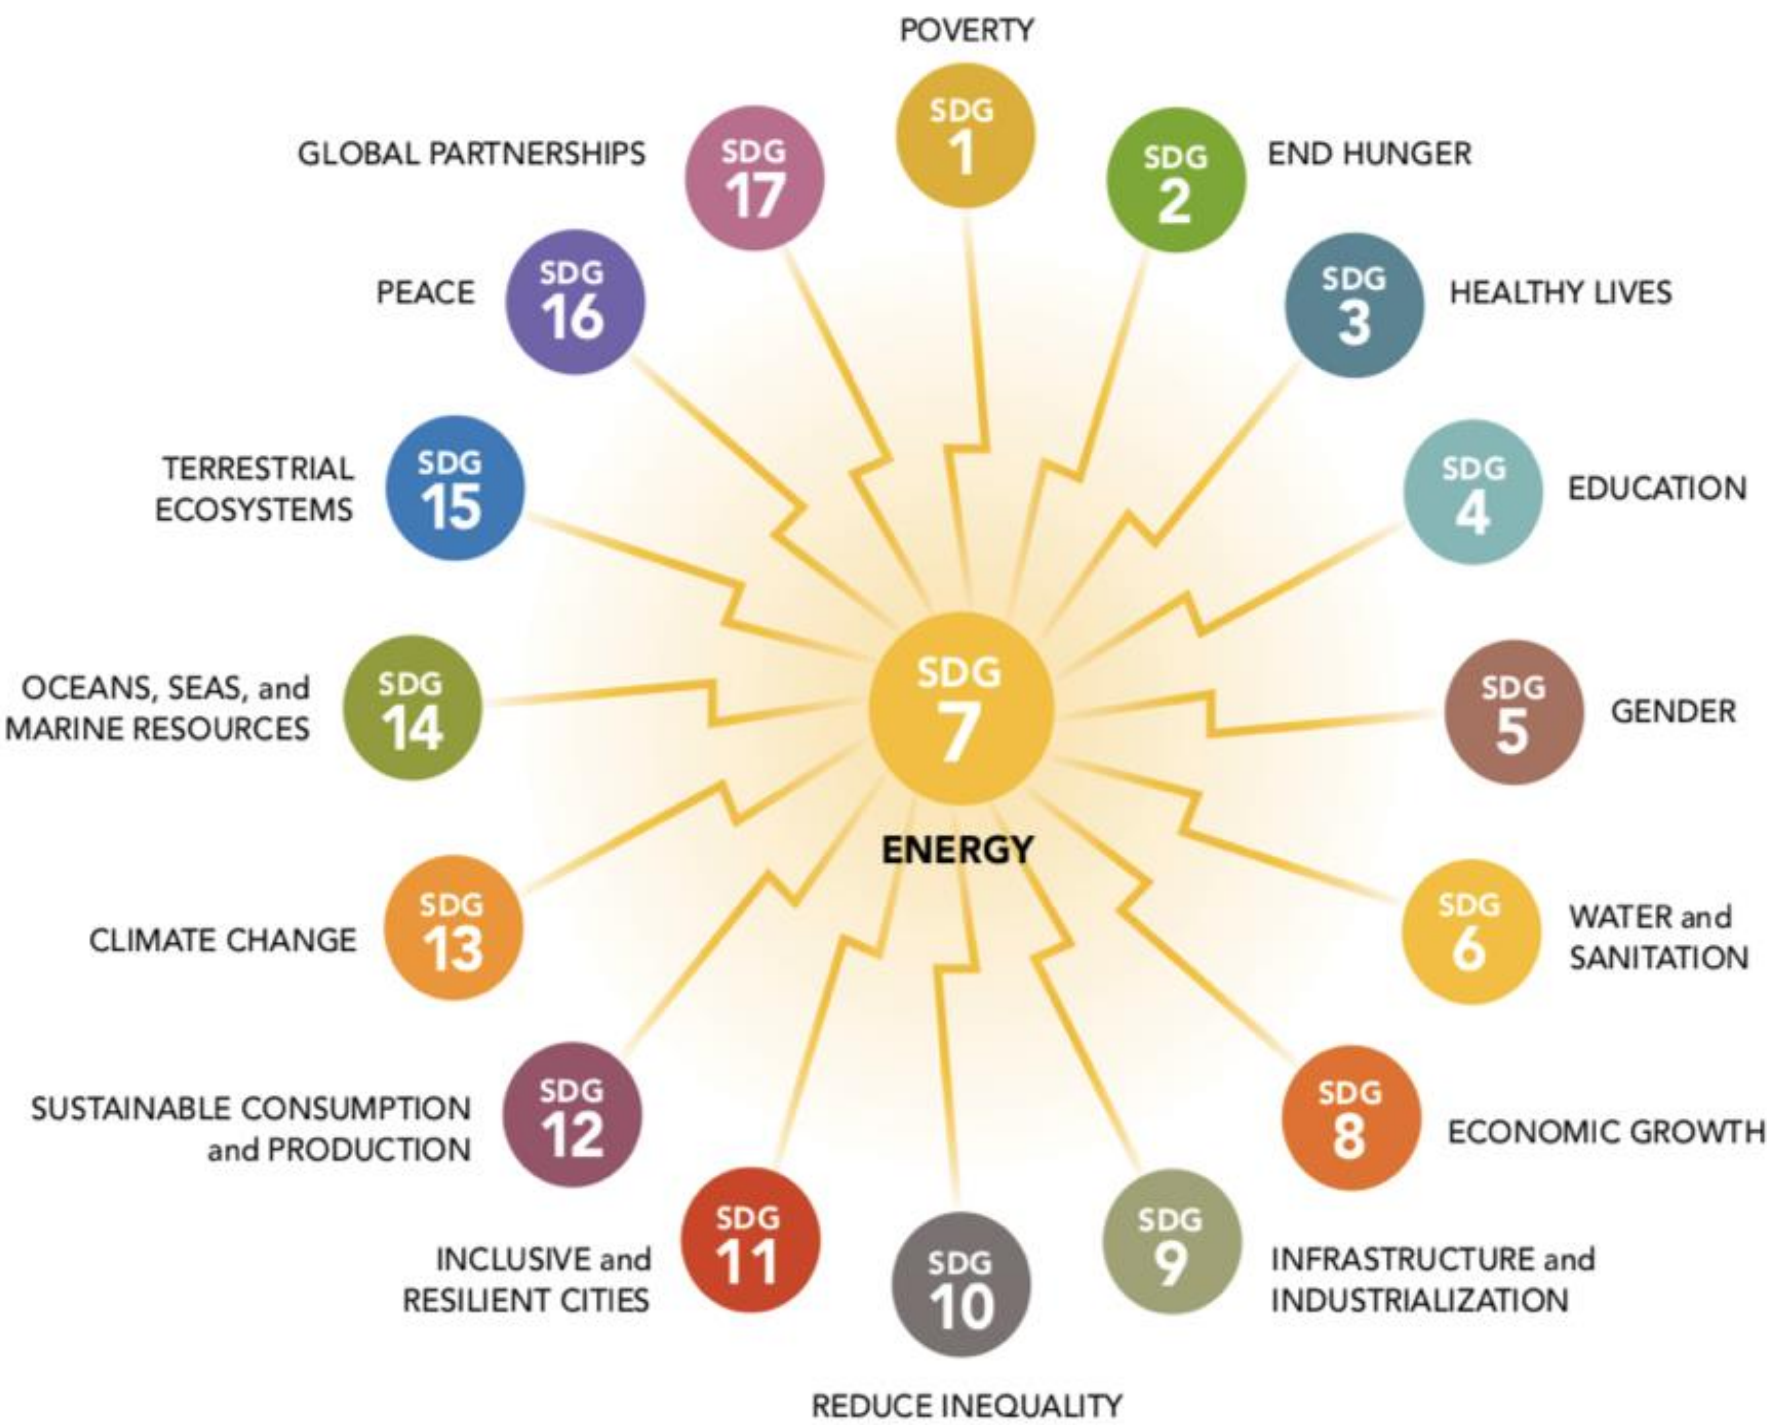 POVERTY
SDG
1
SDG
2
END HUNGER
SDG
3
HEALTHY LIVES
SDG
4
EDUCATION
SDG
5
GENDER
SDG
6
WATER and
SANITATION
SDG
8
ECONOMIC GROWTH
SDG
9
INFRASTRUCTURE and
INDUSTRIALIZATION
SDG
10
REDUCE INEQUALITY
SDG
11
INCLUSIVE and
RESILIENT CITIES
SDG
12
SUSTAINABLE CONSUMPTION
and PRODUCTION
SDG
13
CLIMATE CHANGE
SDG
14
OCEANS, SEAS, and
MARINE RESOURCES
SDG
15
TERRESTRIAL
ECOSYSTEMS
SDG
16
PEACE
SDG
17
GLOBAL PARTNERSHIPS
SDG
7
ENERGY